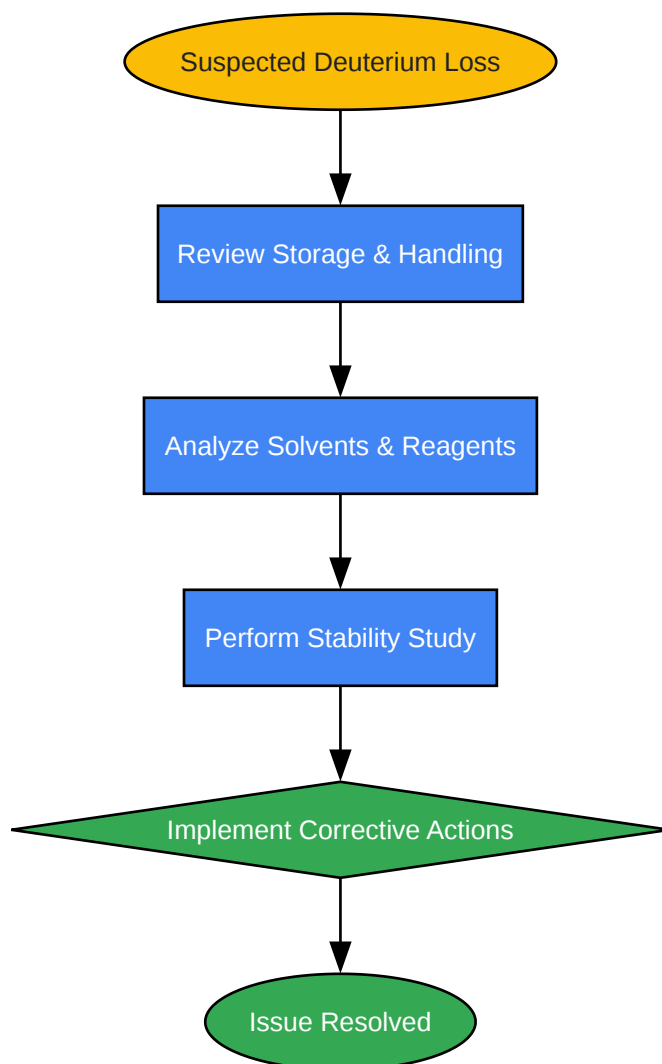 Suspected Deuterium Loss
Review Storage & Handling
Analyze Solvents & Reagents
Perform Stability Study
Implement Corrective Actions
Issue Resolved